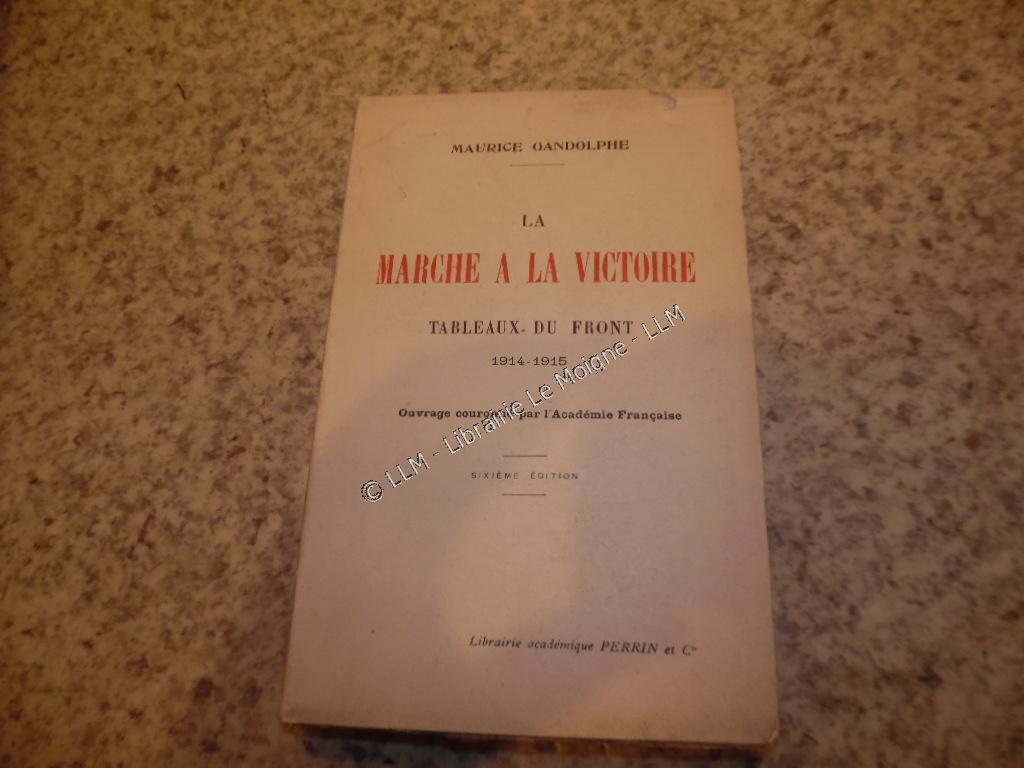 MAURICE GANDOLPHE
LA
MARCHE A LA VICTOIRE
TABLEAUX DU FRONT
1914-1915
Ouvrage couronné par l'Académie Française
SIXIÈME ÉDITION
Librairie académique PERRIN et Cie
© LLM - Librairie Le Moigne - LLM